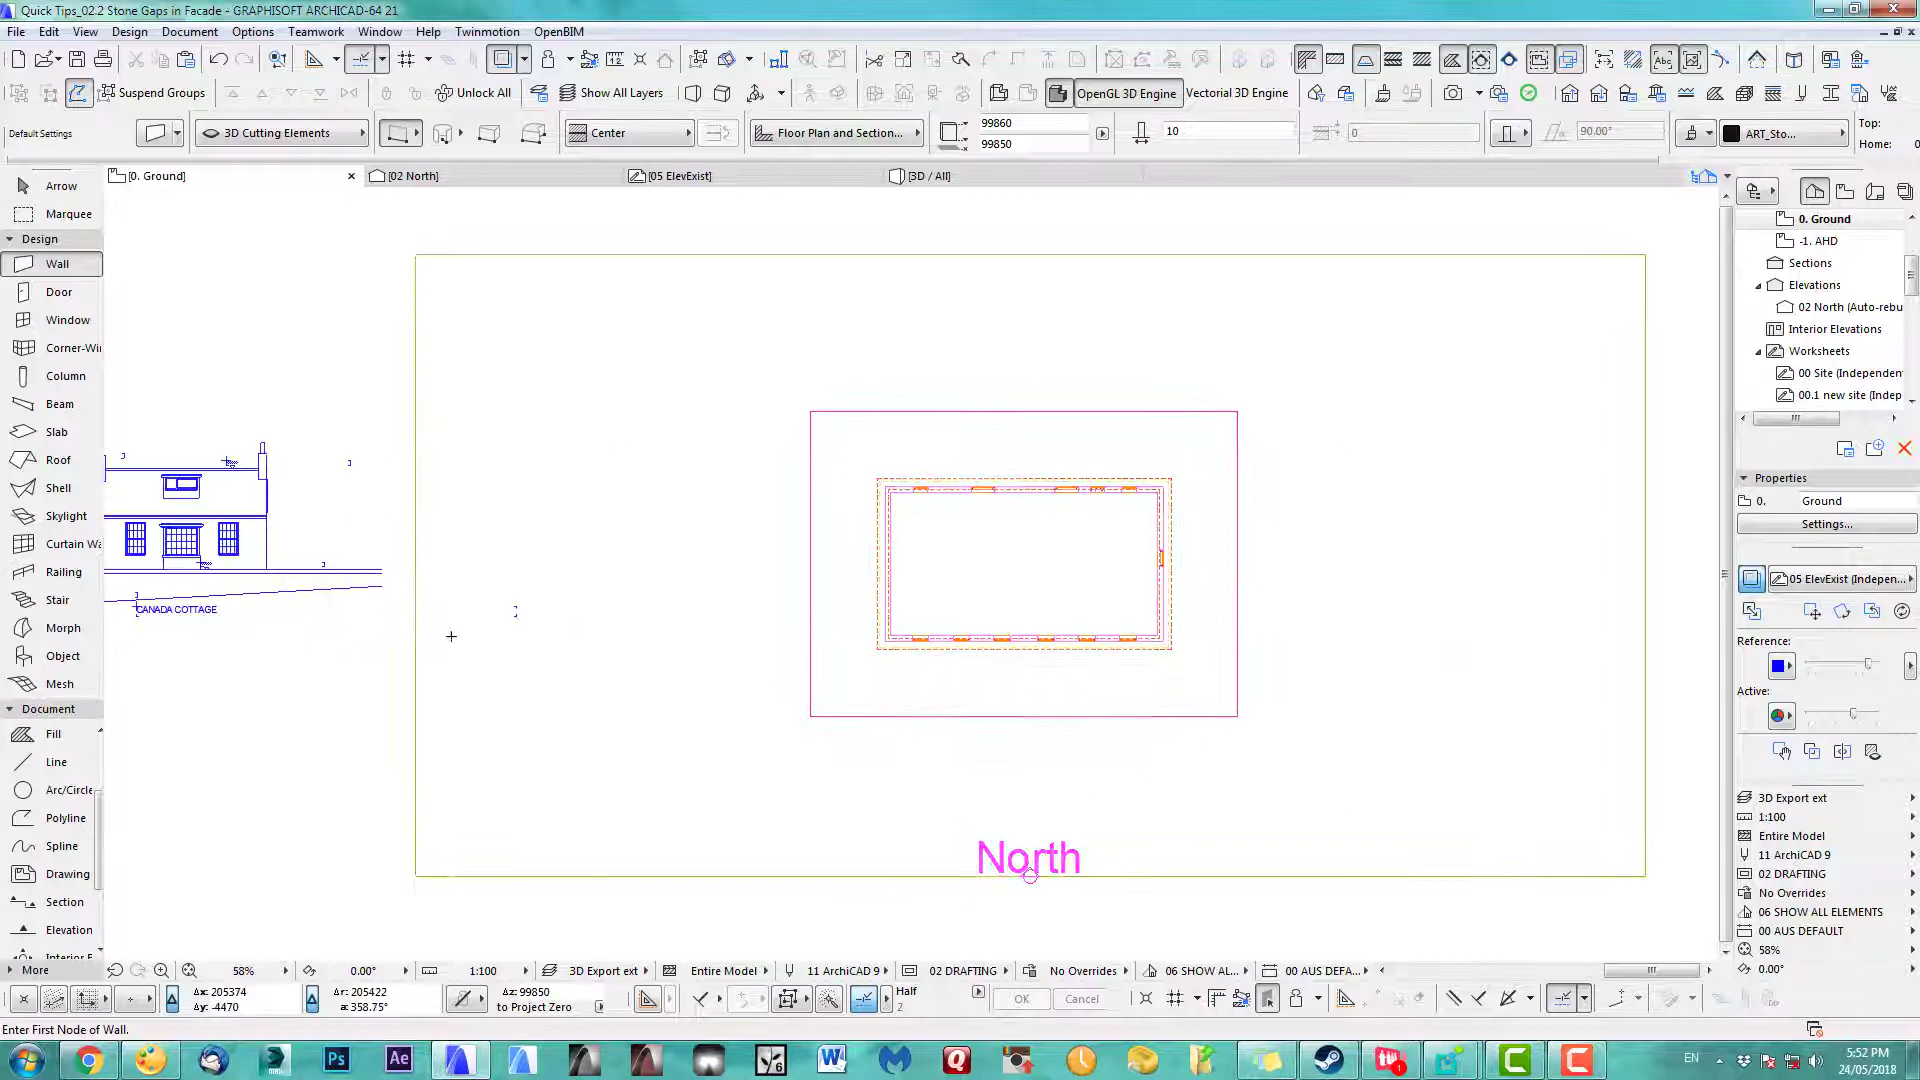 Quick Tips_02.2 Stone Gaps in Facade - GRAPHISOFT ARCHICAD-64 21
File Edit View Design Document Options Teamwork Window Help Twinmotion OpenBIM
Suspend Groups Unlock All Show All Layers OpenGL 3D Engine Vectorial 3D Engine
Default Settings 3D Cutting Elements Center Floor Plan and Section... 99860 99850 10 0 90.00° ART_Sto... Top: Home: 0
[0. Ground] [02 North] [05 ElevExist] [3D / All]
Arrow
Marquee
Design
Wall
Door
Window
Corner-Wi
Column
Beam
Slab
Roof
Shell
Skylight
Curtain Wa
Railing
Stair
Morph
Object
Mesh
Document
Fill
Line
Arc/Circle
Polyline
Spline
Drawing
Section
Elevation
Interior E
More
CANADA COTTAGE
North
0. Ground
-1. AHD
Sections
Elevations
02 North (Auto-rebu
Interior Elevations
Worksheets
00 Site (Independen
00.1 new site (Indep
Properties
0. Ground
Settings...
05 ElevExist (Indepen...
Reference:
Active:
3D Export ext
1:100
Entire Model
11 ArchiCAD 9
02 DRAFTING
No Overrides
06 SHOW ALL ELEMENTS
00 AUS DEFAULT
58%
0.00°
58% 0.00° 1:100 3D Export ext Entire Model 11 ArchiCAD 9 02 DRAFTING No Overrides 06 SHOW AL... 00 AUS DEFA...
Δx: 205374 Δr: 205422 Δz: 99850 Half OK Cancel
Δy: -4470 a: 358.75° to Project Zero 2
Enter First Node of Wall.
EN 5:52 PM
24/05/2018